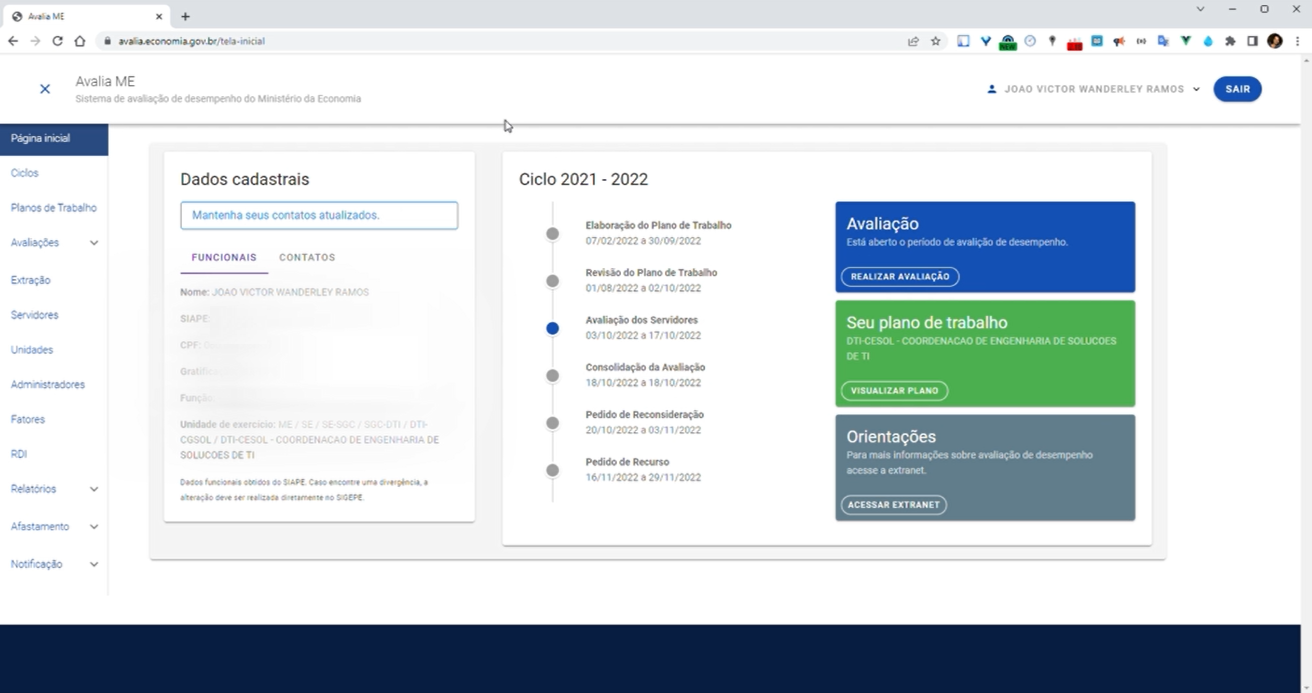 Avalia ME
avalia.economia.gov.br/tela-inicial
NEW
Avalia ME
Sistema de avaliação de desempenho do Ministério da Economia
JOAO VICTOR WANDERLEY RAMOS
SAIR
Página inicial
Ciclos
Planos de Trabalho
Avaliações
Extração
Servidores
Unidades
Administradores
Fatores
RDI
Relatórios
Afastamento
Notificação
Dados cadastrais
Mantenha seus contatos atualizados.
FUNCIONAIS CONTATOS
Nome: JOAO VICTOR WANDERLEY RAMOS
SIAPE:
CPF:
Função:
Unidade de exercício: ME / SE / SE-SGC / SGC-DTI / DTI-
CGSOL / DTI-CESOL - COORDENACAO DE ENGENHARIA DE
SOLUCOES DE TI
Dados funcionais obtidos do SIAPE. Caso encontre uma divergência, a
alteração deve ser realizada diretamente no SIGEPE.
Ciclo 2021 - 2022
Elaboração do Plano de Trabalho
07/02/2022 a 30/09/2022
Revisão do Plano de Trabalho
01/08/2022 a 02/10/2022
Avaliação dos Servidores
03/10/2022 a 17/10/2022
Consolidação da Avaliação
18/10/2022 a 18/10/2022
Pedido de Reconsideração
20/10/2022 a 03/11/2022
Pedido de Recurso
16/11/2022 a 29/11/2022
Avaliação
Está aberto o período de avalição de desempenho.
REALIZAR AVALIAÇÃO
Seu plano de trabalho
DTI-CESOL - COORDENACAO DE ENGENHARIA DE SOLUCOES
DE TI
VISUALIZAR PLANO
Orientações
Para mais informações sobre avaliação de desempenho
acesse a extranet.
ACESSAR EXTRANET